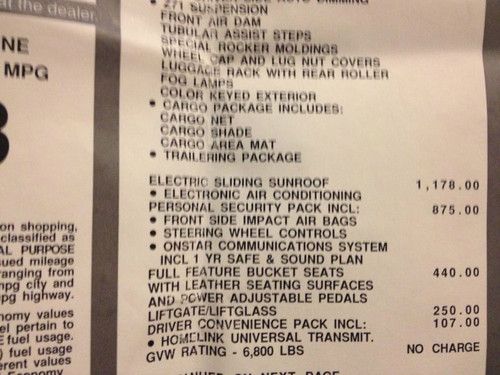 at the dealer
NE
MPG
on shopping,
classified as
AL PURPOSE
sued mileage
ranging from
mpg city and
pg highway.
nomy values
el pertain to
E fuel usage.
) fuel usage
erent values
Economy
• Z71 SUSPENSION
FRONT AIR DAM
TUBULAR ASSIST STEPS
SPECIAL ROCKER MOLDINGS
WHEEL CAP AND LUG NUT COVERS
LUGGAGE RACK WITH REAR ROLLER
FOG LAMPS
COLOR KEYED EXTERIOR
• CARGO PACKAGE INCLUDES:
CARGO NET
CARGO SHADE
CARGO AREA MAT
• TRAILERING PACKAGE
ELECTRIC SLIDING SUNROOF 1,178.00
• ELECTRONIC AIR CONDITIONING
PERSONAL SECURITY PACK INCL: 875.00
• FRONT SIDE IMPACT AIR BAGS
• STEERING WHEEL CONTROLS
• ONSTAR COMMUNICATIONS SYSTEM
INCL 1 YR SAFE & SOUND PLAN
FULL FEATURE BUCKET SEATS 440.00
WITH LEATHER SEATING SURFACES
AND POWER ADJUSTABLE PEDALS
LIFTGATE/LIFTGLASS 250.00
DRIVER CONVENIENCE PACK INCL: 107.00
• HOMELINK UNIVERSAL TRANSMIT.
GVW RATING - 6,800 LBS NO CHARGE
ON NEXT PAGE